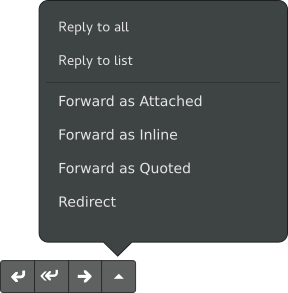 Reply to all
Reply to list
Forward as Attached
Forward as Inline
Forward as Quoted
Redirect